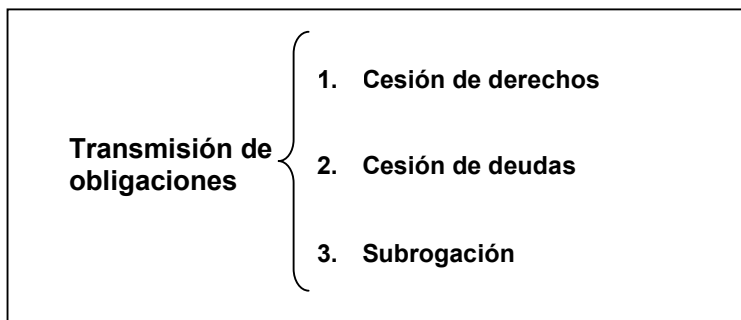 Transmisión de
obligaciones
1. Cesión de derechos
2. Cesión de deudas
3. Subrogación